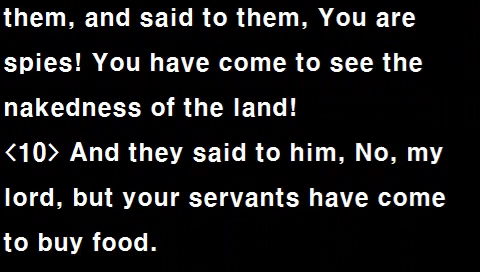 them, and said to them, You are
spies! You have come to see the
nakedness of the land!
<10> And they said to him, No, my
lord, but your servants have come
to buy food.